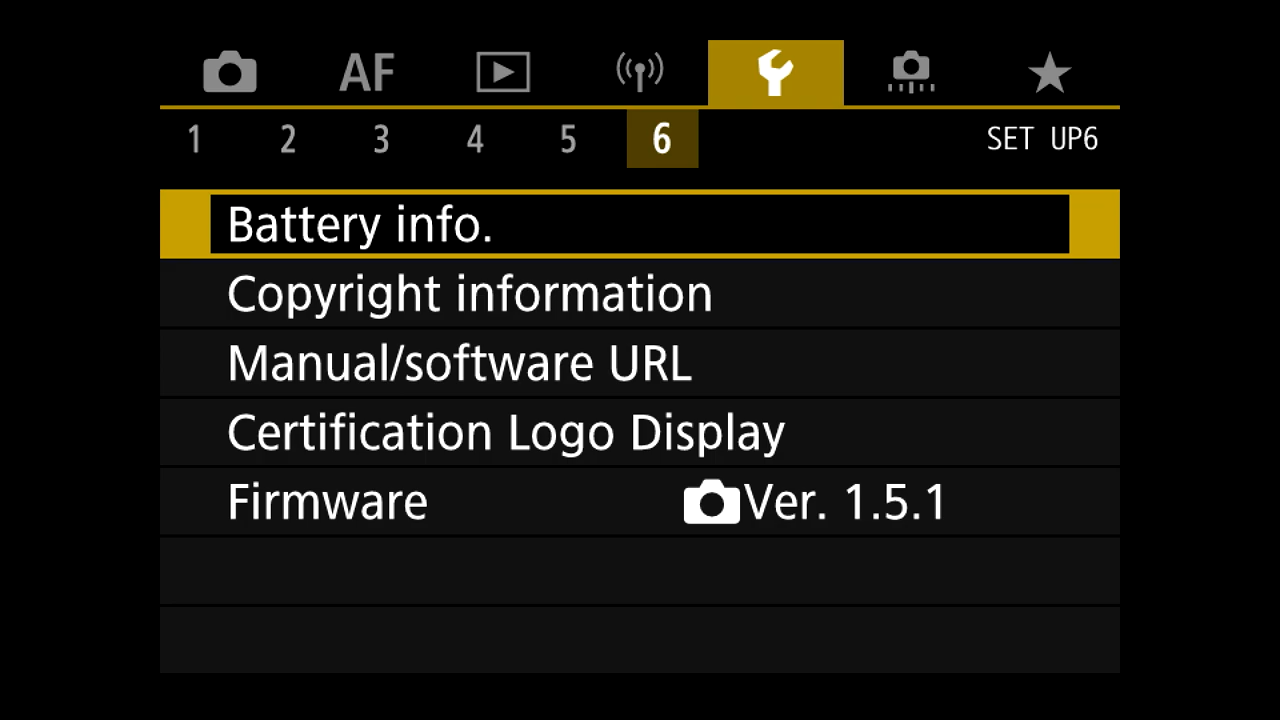 AF
1 2 3 4 5 6 SET UP6
Battery info.
Copyright information
Manual/software URL
Certification Logo Display
Firmware Ver. 1.5.1